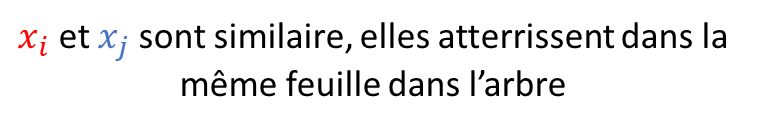 xᵢ et xⱼ sont similaire, elles atterrissent dans la
même feuille dans l’arbre